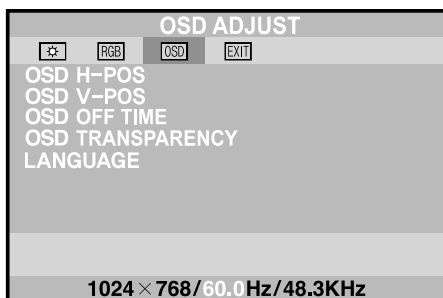 OSD ADJUST
RGB OSD EXIT
OSD H-POS
OSD V-POS
OSD OFF TIME
OSD TRANSPARENCY
LANGUAGE
1024×768/60.0Hz/48.3KHz